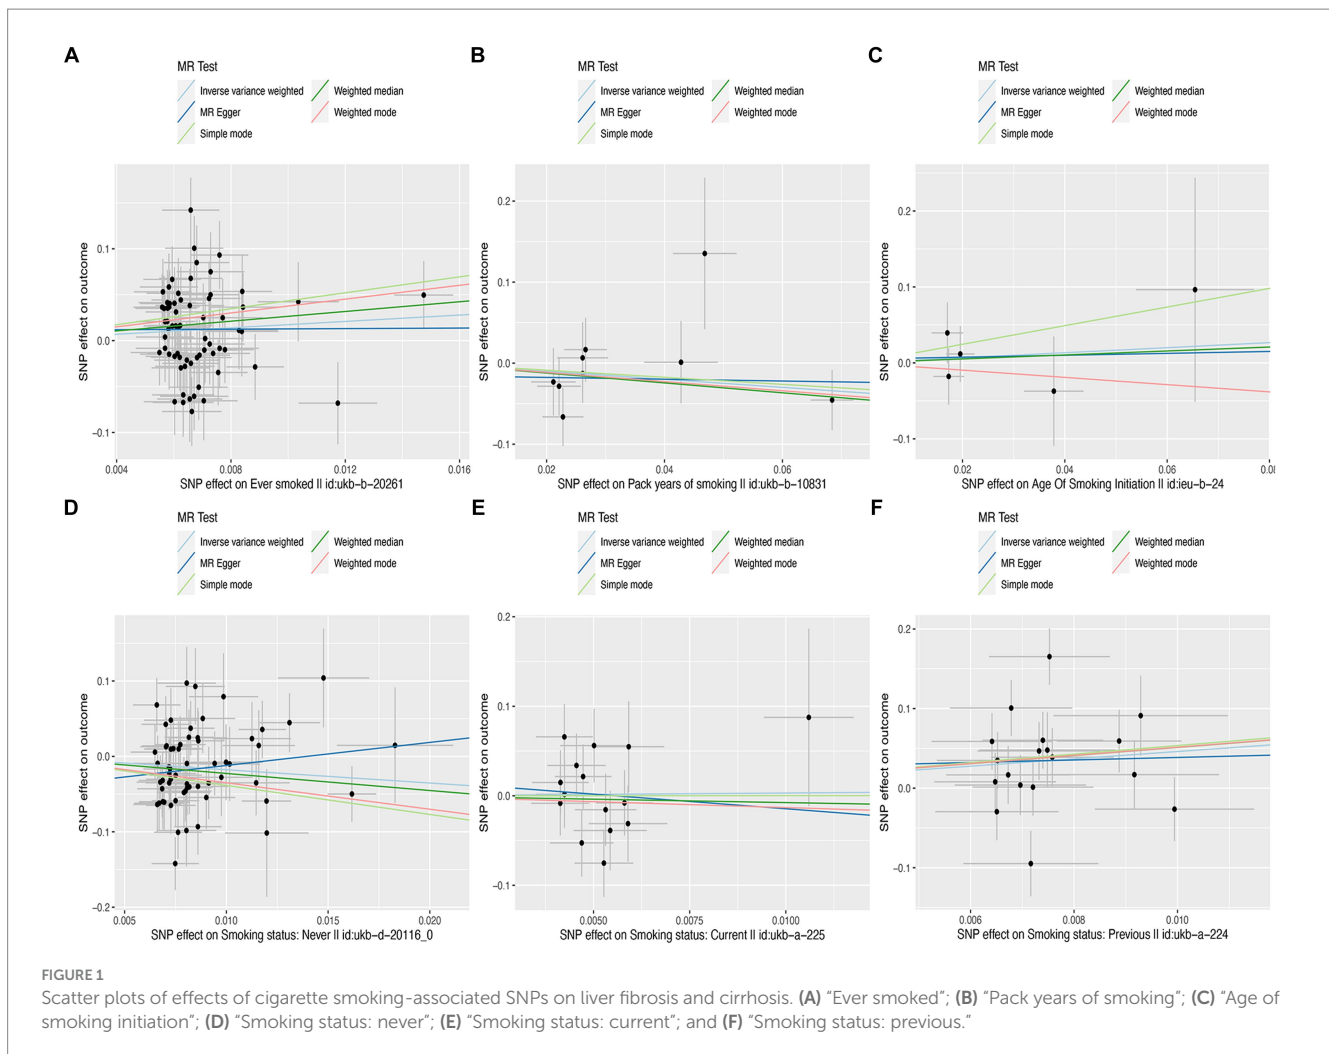 A
MR Test
Inverse variance weighted
Weighted median
MR Egger
Weighted mode
Simple mode
SNP effect on outcome
0.1
0.0
−0.1
0.004
0.008
0.012
0.016
SNP effect on Ever smoked II id:ukb-b-20261
B
MR Test
Inverse variance weighted
Weighted median
MR Egger
Weighted mode
Simple mode
SNP effect on outcome
0.2
0.1
0.0
−0.1
0.02
0.04
0.06
SNP effect on Pack years of smoking II id:ukb-b-10831
C
MR Test
Inverse variance weighted
Weighted median
MR Egger
Weighted mode
Simple mode
SNP effect on outcome
0.2
0.1
0.0
−0.1
0.02
0.04
0.06
SNP effect on Age Of Smoking Initiation II id:ieu-b-24
D
MR Test
Inverse variance weighted
Weighted median
MR Egger
Weighted mode
Simple mode
SNP effect on outcome
0.1
0.0
−0.1
−0.2
0.005
0.010
0.015
0.020
SNP effect on Smoking status: Never II id:ukb-d-20116_0
E
MR Test
Inverse variance weighted
Weighted median
MR Egger
Weighted mode
Simple mode
SNP effect on outcome
0.2
0.1
0.0
−0.1
0.0050
0.0075
0.0100
SNP effect on Smoking status: Current II id:ukb-a-225
F
MR Test
Inverse variance weighted
Weighted median
MR Egger
Weighted mode
Simple mode
SNP effect on outcome
0.2
0.1
0.0
−0.1
0.006
0.008
0.010
SNP effect on Smoking status: Previous II id:ukb-a-224
FIGURE 1
Scatter plots of effects of cigarette smoking-associated SNPs on liver fibrosis and cirrhosis. (A) “Ever smoked”; (B) “Pack years of smoking”; (C) “Age of
smoking initiation”; (D) “Smoking status: never”; (E) “Smoking status: current”; and (F) “Smoking status: previous.”